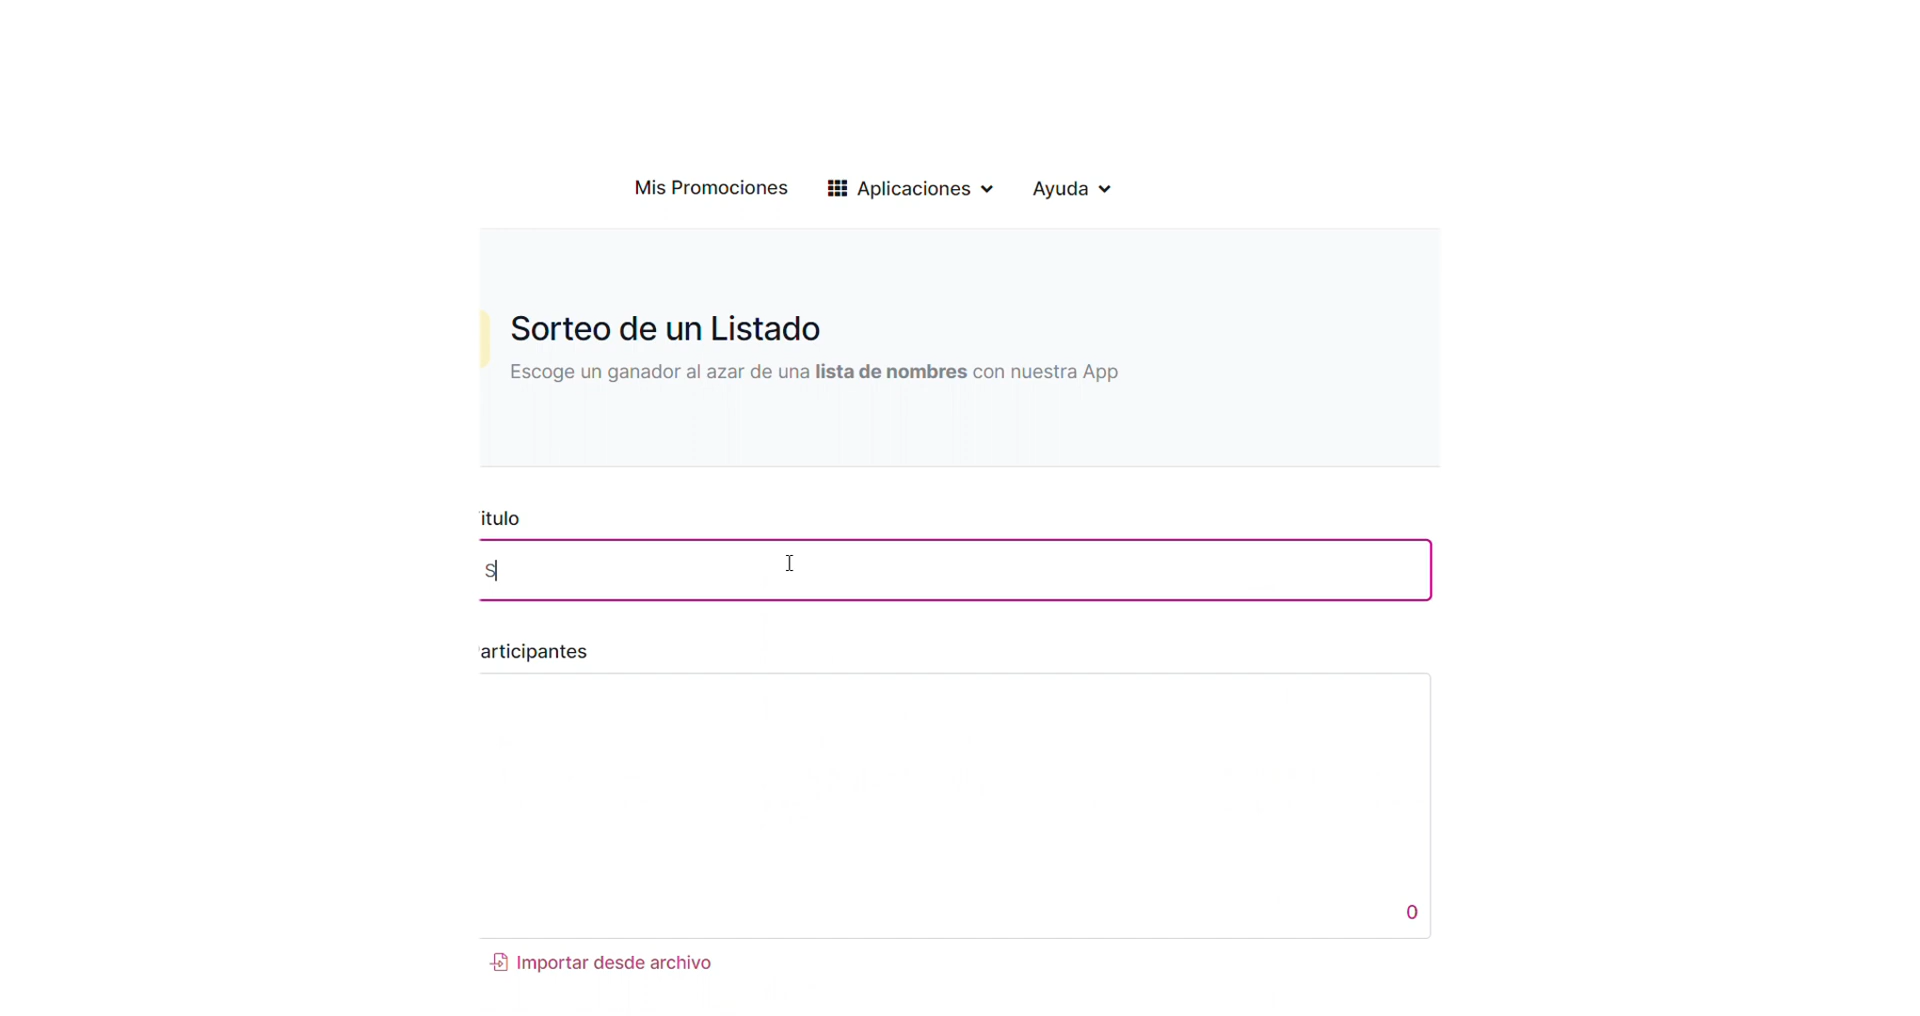 Mis Promociones Aplicaciones Ayuda
Sorteo de un Listado
Escoge un ganador al azar de una lista de nombres con nuestra App
itulo
S
articipantes
0
Importar desde archivo